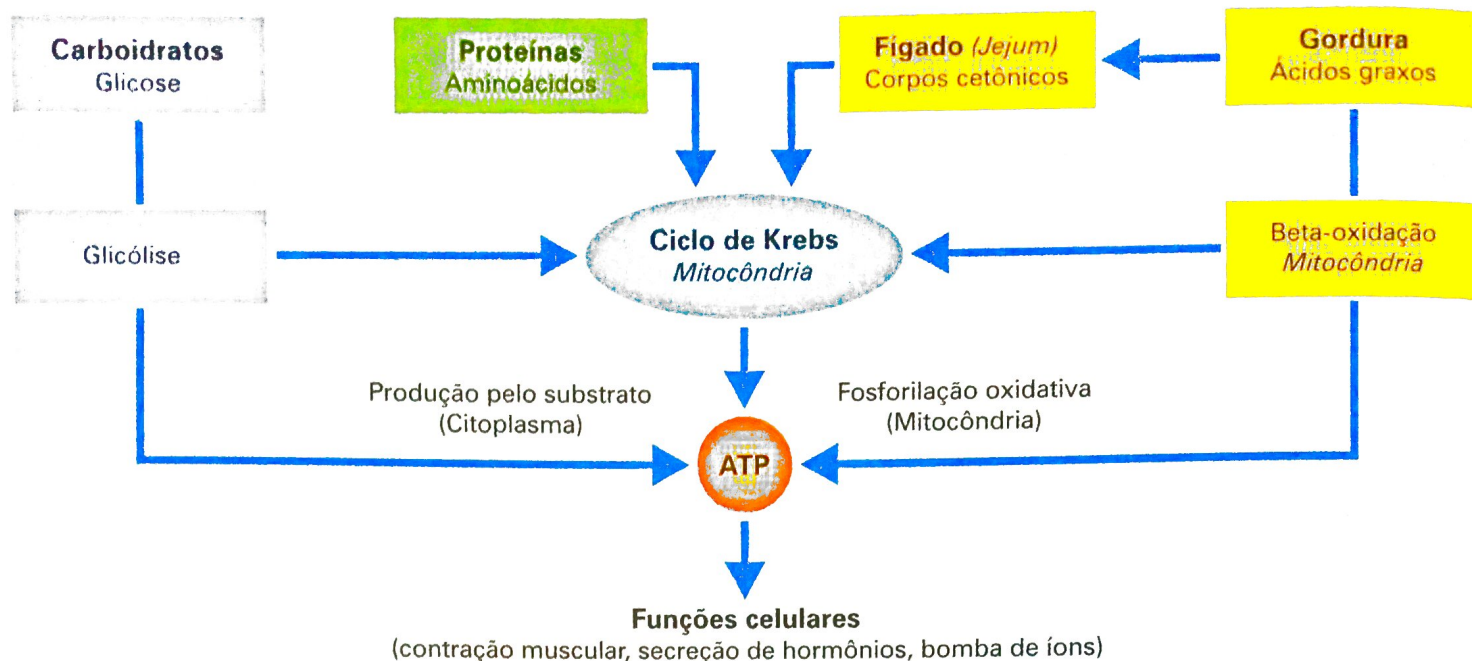 Carboidratos
Glicose
Proteínas
Aminoácidos
Fígado (Jejum)
Corpos cetônicos
Gordura
Ácidos graxos
Glicólise
Ciclo de Krebs
Mitocôndria
Beta-oxidação
Mitocôndria
Produção pelo substrato
(Citoplasma)
Fosforilação oxidativa
(Mitocôndria)
ATP
Funções celulares
(contração muscular, secreção de hormônios, bomba de íons)